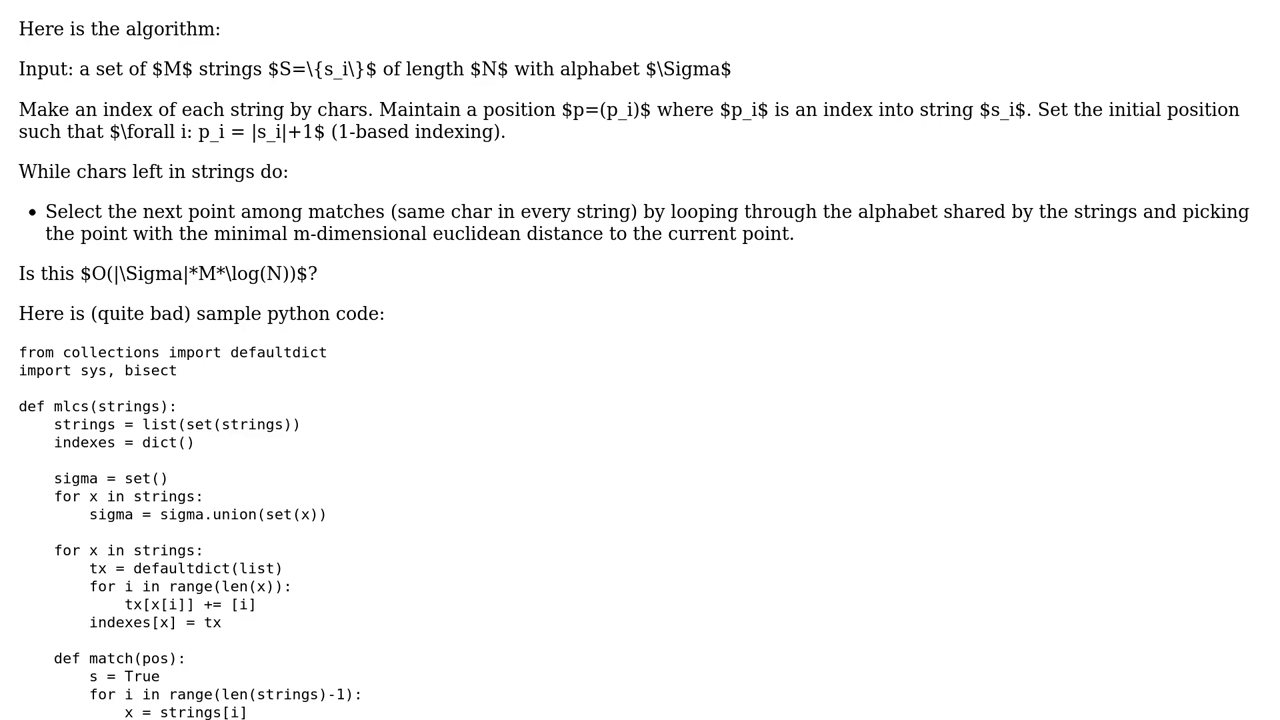 Here is the algorithm:
Input: a set of $M$ strings $S=\{s_i\}$ of length $N$ with alphabet $\Sigma$
Make an index of each string by chars. Maintain a position $p=(p_i)$ where $p_i$ is an index into string $s_i$. Set the initial position
such that $\forall i: p_i = |s_i|+1$ (1-based indexing).
While chars left in strings do:
• Select the next point among matches (same char in every string) by looping through the alphabet shared by the strings and picking
the point with the minimal m-dimensional euclidean distance to the current point.
Is this $O(|\Sigma|*M*\log(N))$?
Here is (quite bad) sample python code:
from collections import defaultdict
import sys, bisect
def mlcs(strings):
    strings = list(set(strings))
    indexes = dict()
    sigma = set()
    for x in strings:
        sigma = sigma.union(set(x))
    for x in strings:
        tx = defaultdict(list)
        for i in range(len(x)):
            tx[x[i]] += [i]
        indexes[x] = tx
    def match(pos):
        s = True
        for i in range(len(strings)-1):
            x = strings[i]